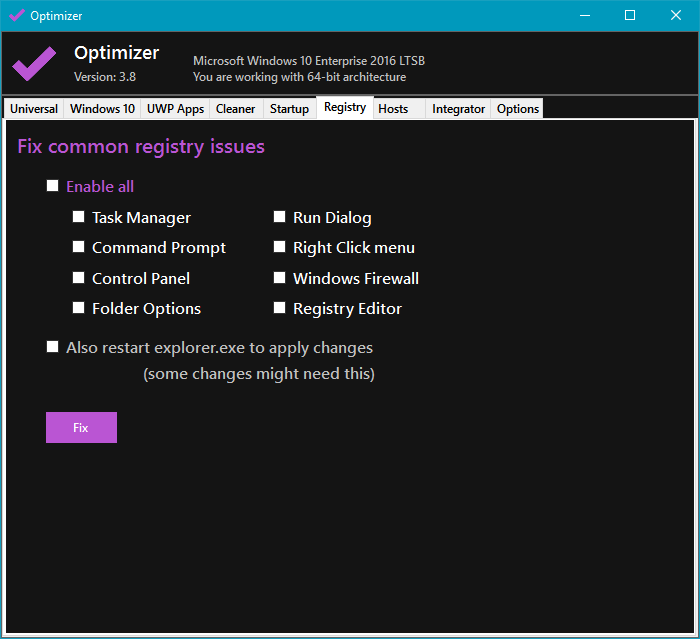 Optimizer
Optimizer
Version: 3.8
Microsoft Windows 10 Enterprise 2016 LTSB
You are working with 64-bit architecture
Universal Windows 10 UWP Apps Cleaner Startup Registry Hosts Integrator Options
Fix common registry issues
Enable all
Task Manager Run Dialog
Command Prompt Right Click menu
Control Panel Windows Firewall
Folder Options Registry Editor
Also restart explorer.exe to apply changes
(some changes might need this)
Fix